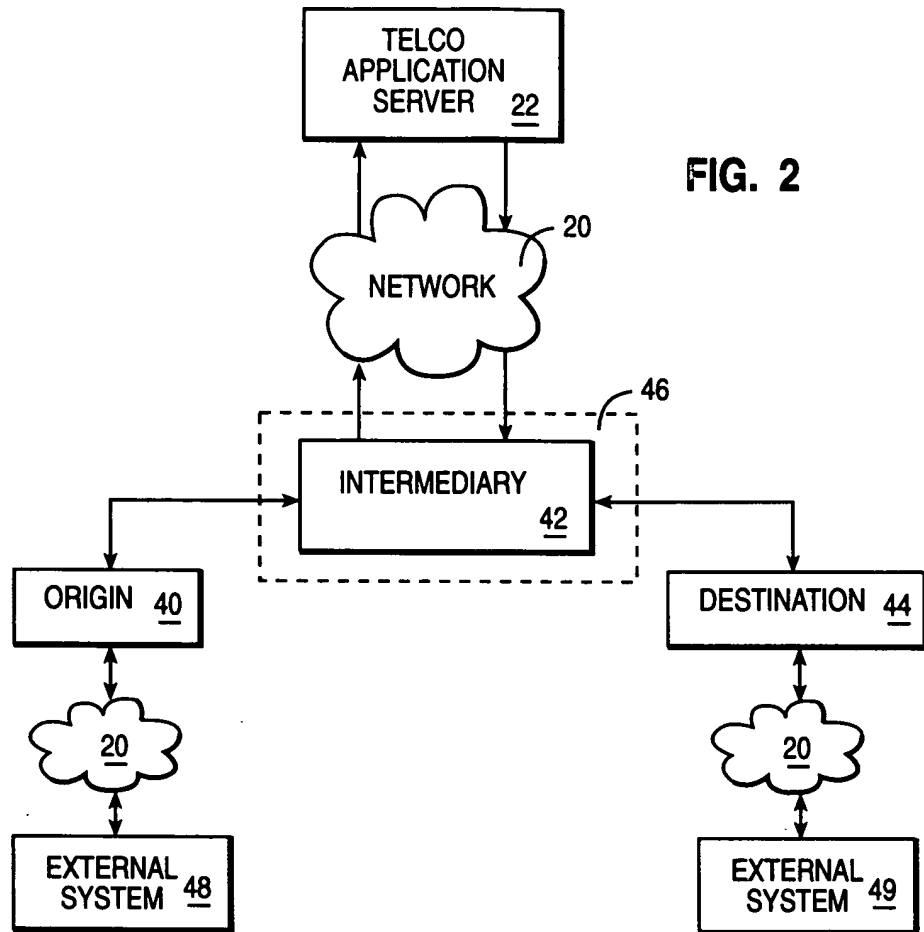 TELCO
APPLICATION
SERVER 22
FIG. 2
20
NETWORK
46
INTERMEDIARY
42
ORIGIN 40
DESTINATION 44
20
20
EXTERNAL
SYSTEM 48
EXTERNAL
SYSTEM 49